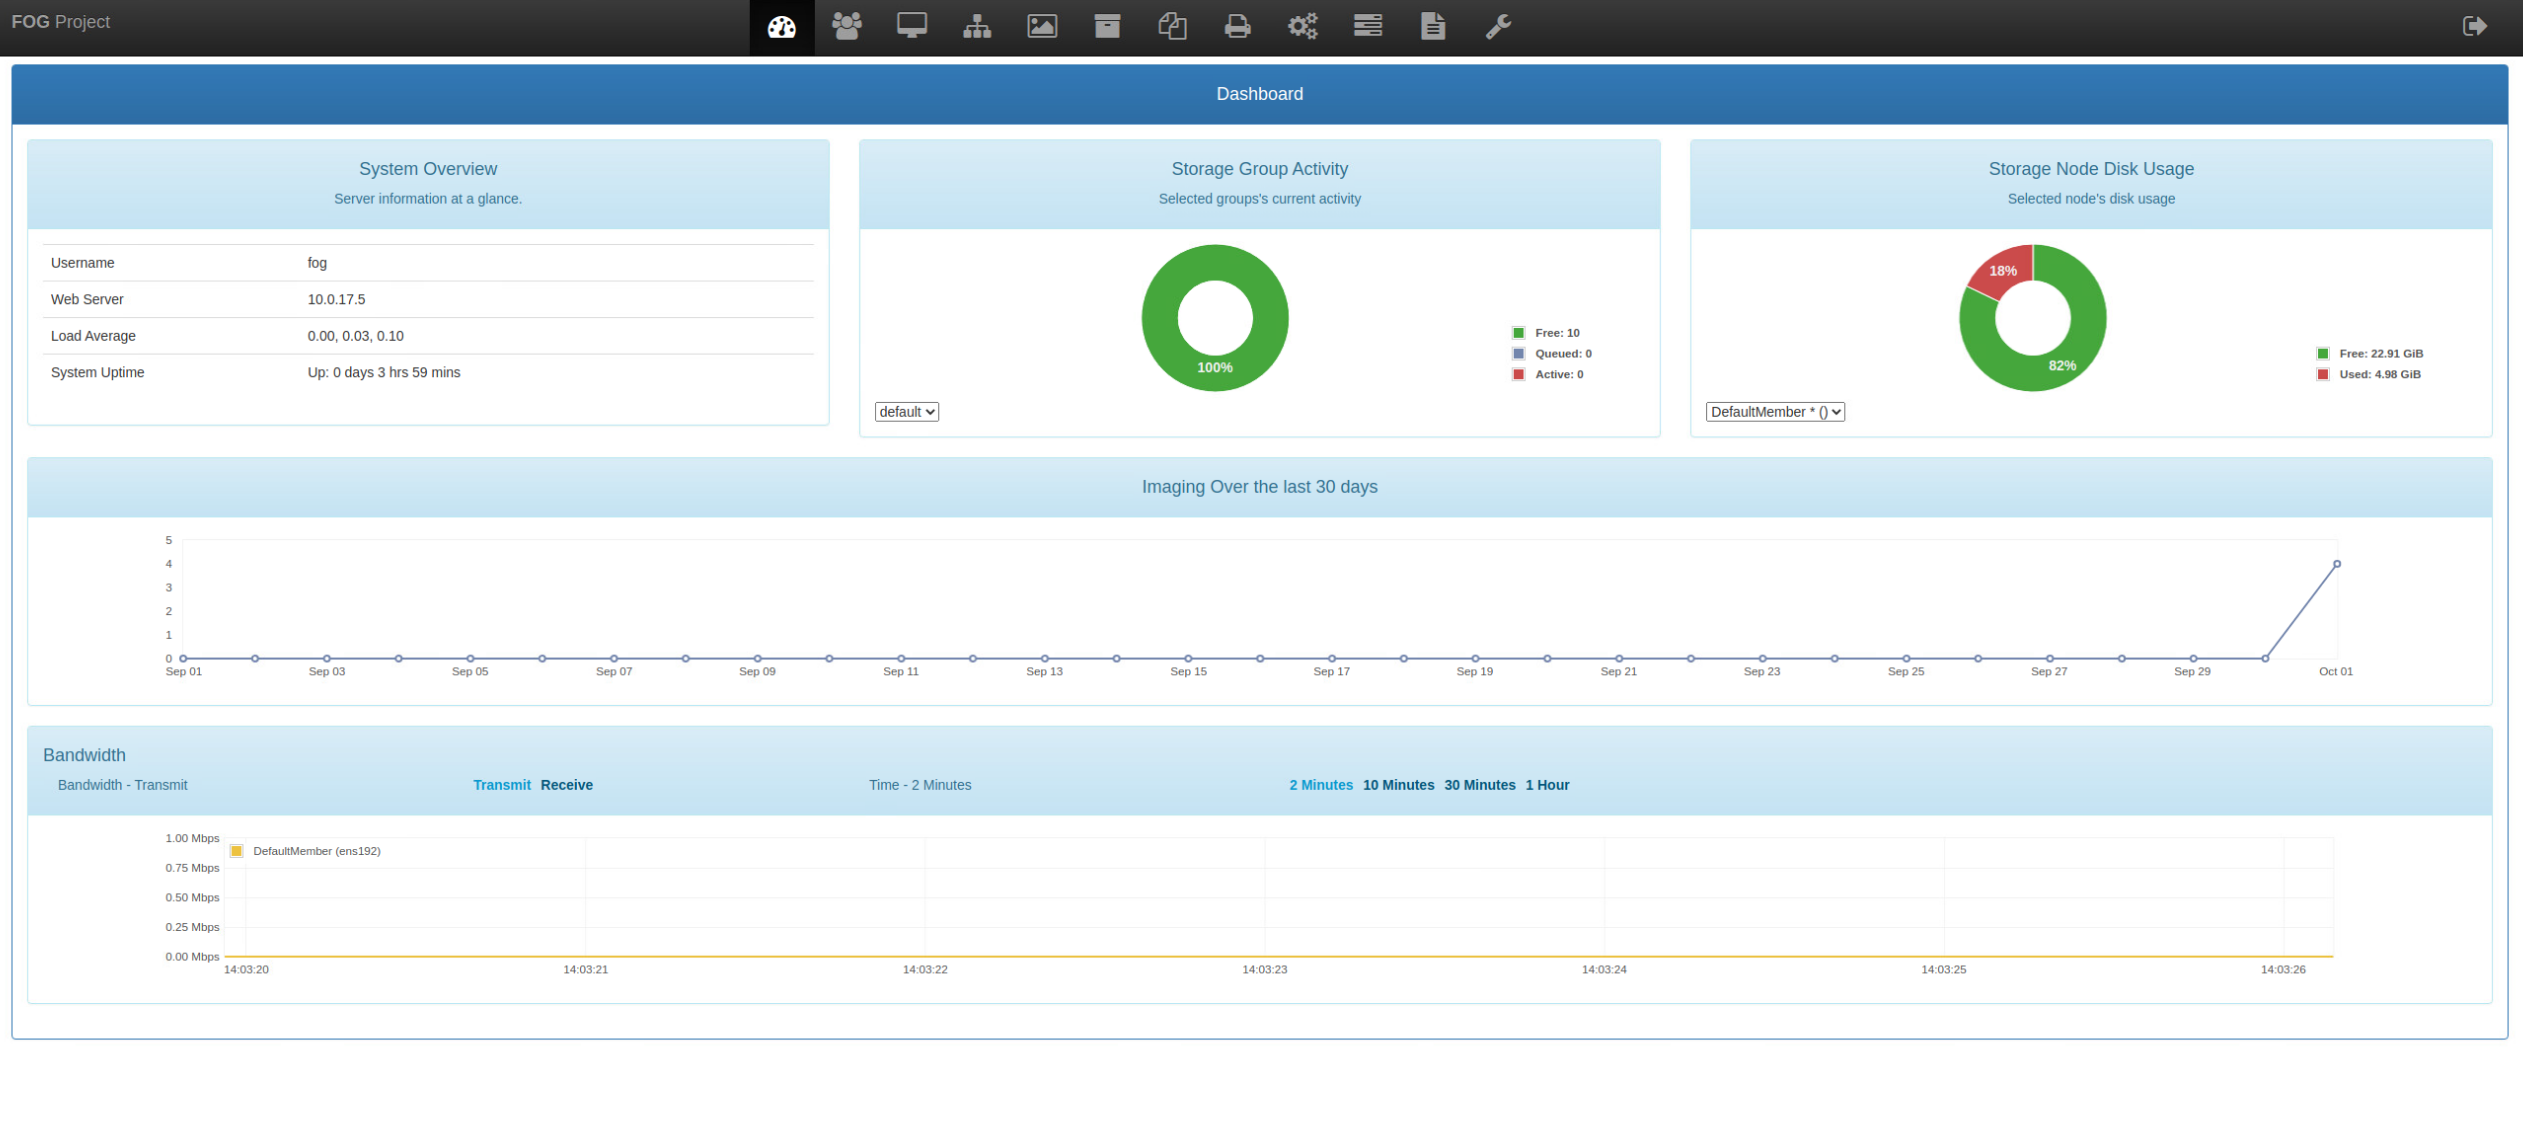 FOG Project
Dashboard
System Overview
Server information at a glance.
Username fog
Web Server 10.0.17.5
Load Average 0.00, 0.03, 0.10
System Uptime Up: 0 days 3 hrs 59 mins
Storage Group Activity
Selected groups's current activity
100%
Free: 10
Queued: 0
Active: 0
default
Storage Node Disk Usage
Selected node's disk usage
18%
82%
Free: 22.91 GiB
Used: 4.98 GiB
DefaultMember * ()
Imaging Over the last 30 days
5
4
3
2
1
0
Sep 01 Sep 03 Sep 05 Sep 07 Sep 09 Sep 11 Sep 13 Sep 15 Sep 17 Sep 19 Sep 21 Sep 23 Sep 25 Sep 27 Sep 29 Oct 01
Bandwidth
Bandwidth - Transmit Transmit Receive Time - 2 Minutes 2 Minutes 10 Minutes 30 Minutes 1 Hour
1.00 Mbps
DefaultMember (ens192)
0.75 Mbps
0.50 Mbps
0.25 Mbps
0.00 Mbps
14:03:20 14:03:21 14:03:22 14:03:23 14:03:24 14:03:25 14:03:26